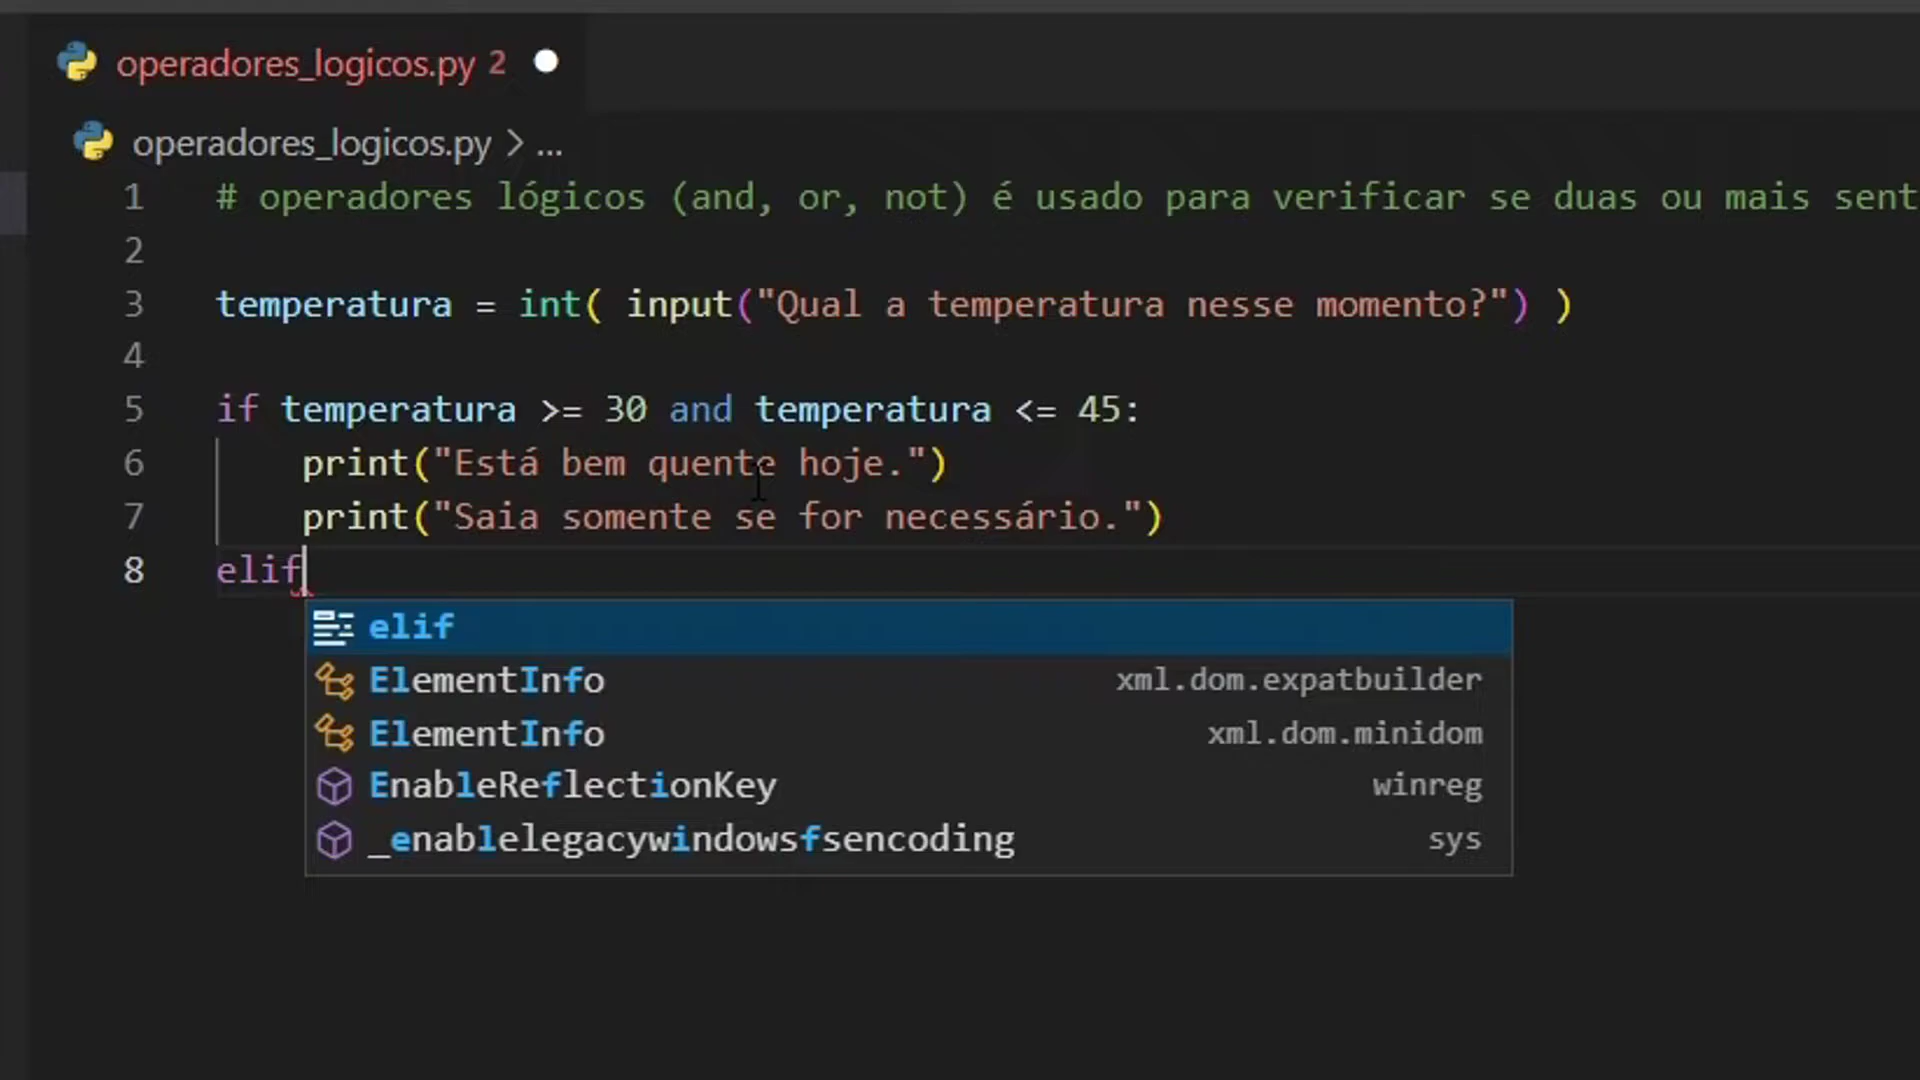 operadores_logicos.py 2
operadores_logicos.py > ...
1 # operadores lógicos (and, or, not) é usado para verificar se duas ou mais sent
2
3 temperatura = int( input("Qual a temperatura nesse momento?") )
4
5 if temperatura >= 30 and temperatura <= 45:
6 print("Está bem quente hoje.")
7 print("Saia somente se for necessário.")
8 elif
elif
ElementInfo xml.dom.expatbuilder
ElementInfo xml.dom.minidom
EnableReflectionKey winreg
_enablelegacywindowsfsencoding sys